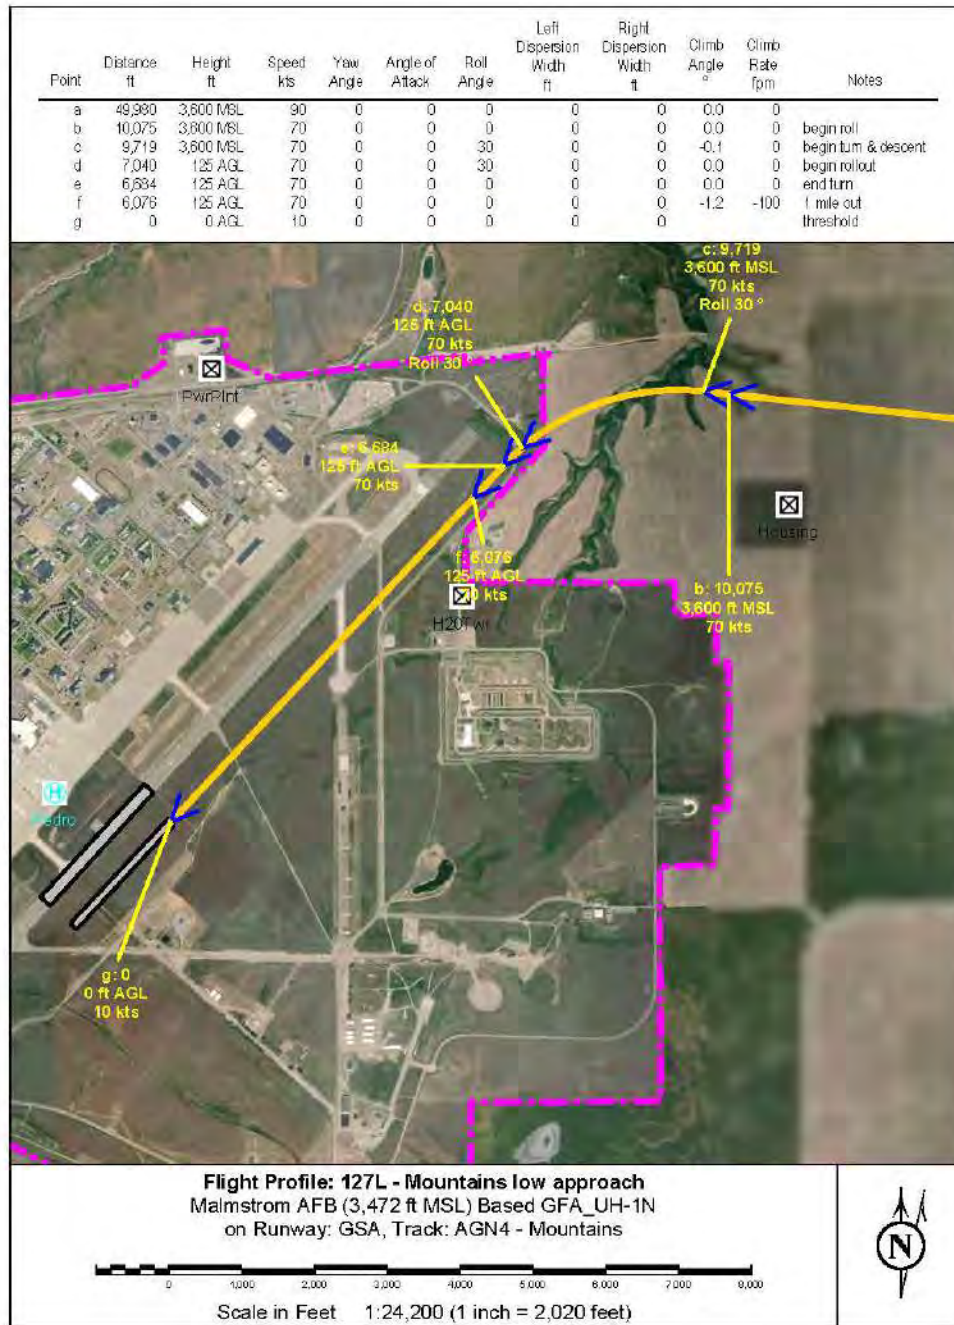 Point Distance ft Height ft Speed kts Yaw Angle Angle of Attack Roll Angle Left Dispersion Width ft Right Dispersion Width ft Climb Angle ° Climb Rate fpm Notes
a 49,980 3,600 MSL 90 0 0 0 0 0 0.0 0
b 10,075 3,600 MSL 70 0 0 0 0 0 0.0 0 begin roll
c 9,719 3,600 MSL 70 0 0 30 0 0 -0.1 0 begin turn & descent
d 7,040 125 AGL 70 0 0 30 0 0 0.0 0 begin rollout
e 6,684 125 AGL 70 0 0 0 0 0 0.0 0 end turn
f 6,076 125 AGL 70 0 0 0 0 0 -1.2 -100 1 mile out
g 0 0 AGL 10 0 0 0 0 0 threshold
c: 9,719
3,600 ft MSL
70 kts
Roll 30 °
d: 7,040
125 ft AGL
70 kts
Roll 30 °
PwrPlnt
e: 6,684
125 ft AGL
70 kts
Housing
f: 6,076
125 ft AGL
70 kts
H20Twr
b: 10,075
3,600 ft MSL
70 kts
H
Pedro
g: 0
0 ft AGL
10 kts
Flight Profile: 127L - Mountains low approach
Malmstrom AFB (3,472 ft MSL) Based GFA_UH-1N
on Runway: GSA, Track: AGN4 - Mountains
0 1,000 2,000 3,000 4,000 5,000 6,000 7,000 8,000
Scale in Feet 1:24,200 (1 inch = 2,020 feet)
N